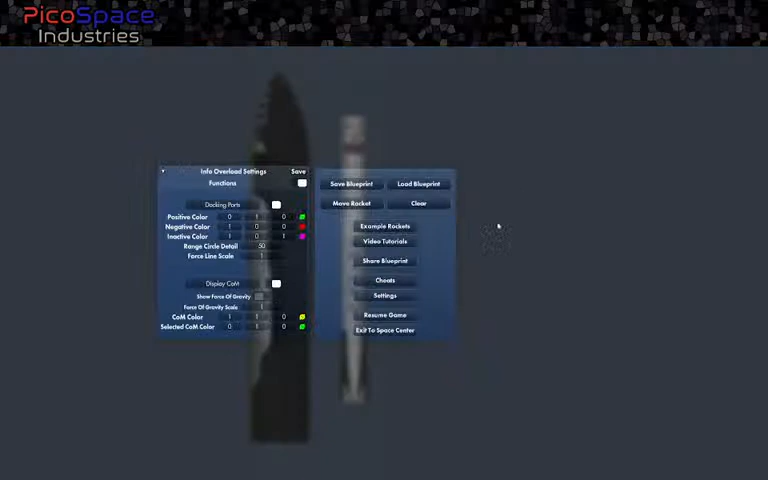 PicoSpace
Industries
Info Overload Settings Save
Functions
Docking Ports
Positive Color 0 1 0
Negative Color 1 0 0
Inactive Color 1 0 1
Range Circle Detail 50
Force Line Scale 1
Display CoM
Show Force Of Gravity
Force Of Gravity Scale 1
CoM Color 1 1 0
Selected CoM Color 0 1 0
Save Blueprint Load Blueprint
Move Rocket Clear
Example Rockets
Video Tutorials
Share Blueprint
Cheats
Settings
Resume Game
Exit To Space Center